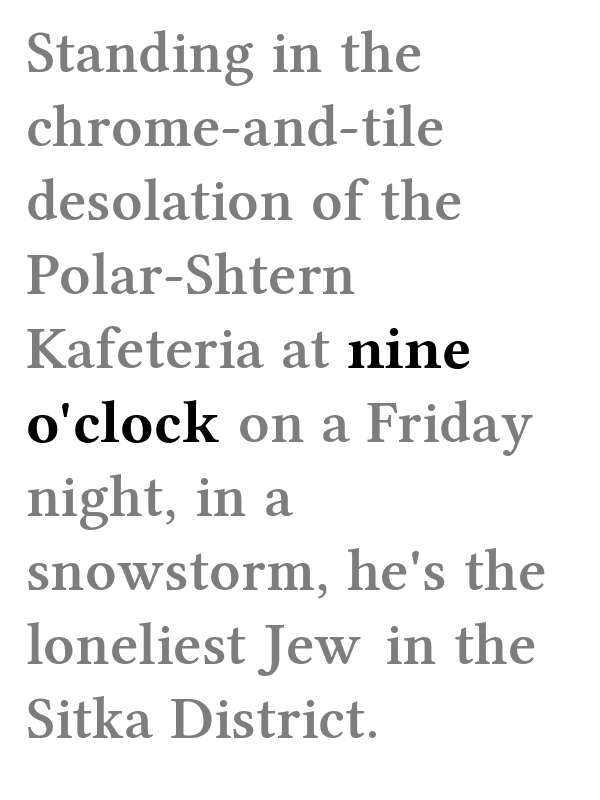 Standing in the
chrome-and-tile
desolation of the
Polar-Shtern
Kafeteria at nine
o'clock on a Friday
night, in a
snowstorm, he's the
loneliest Jew in the
Sitka District.